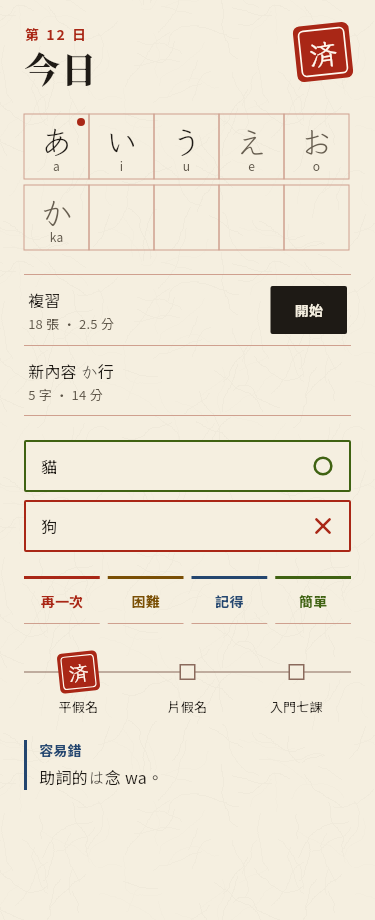 第 12 日
今日
済
あ い う え お
a i u e o
か
ka
複習
18 張 · 2.5 分
開始
新內容 か行
5 字 · 14 分
貓
狗
再一次 困難 記得 簡單
済
平假名 片假名 入門七課
容易錯
助詞的は念 wa。